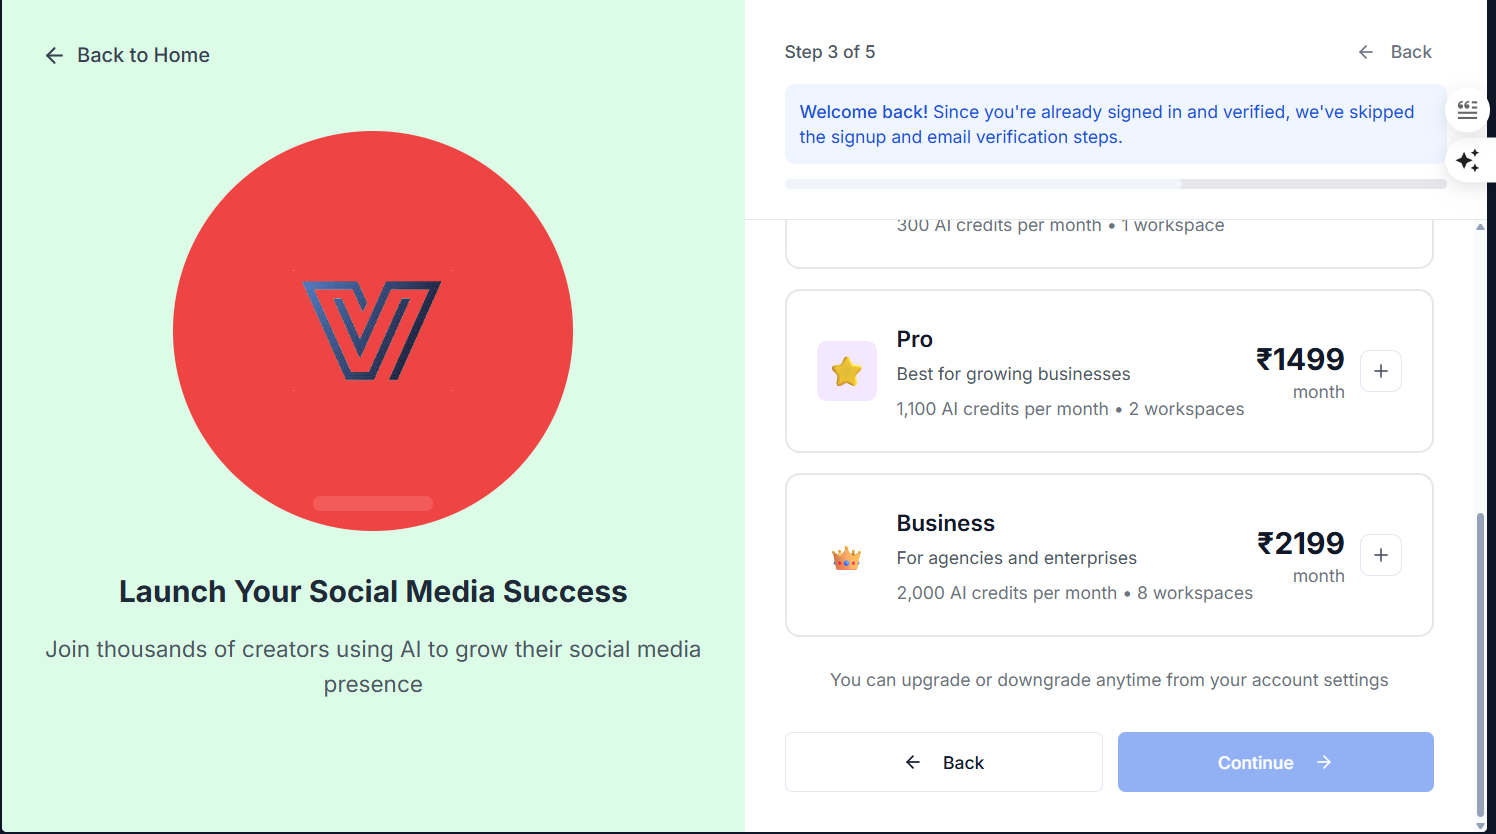 Back to Home
Launch Your Social Media Success
Join thousands of creators using AI to grow their social media
presence
Step 3 of 5
Back
Welcome back! Since you're already signed in and verified, we've skipped
the signup and email verification steps.
300 AI credits per month • 1 workspace
Pro
Best for growing businesses
1,100 AI credits per month • 2 workspaces
₹1499
month
Business
For agencies and enterprises
2,000 AI credits per month • 8 workspaces
₹2199
month
You can upgrade or downgrade anytime from your account settings
Back
Continue